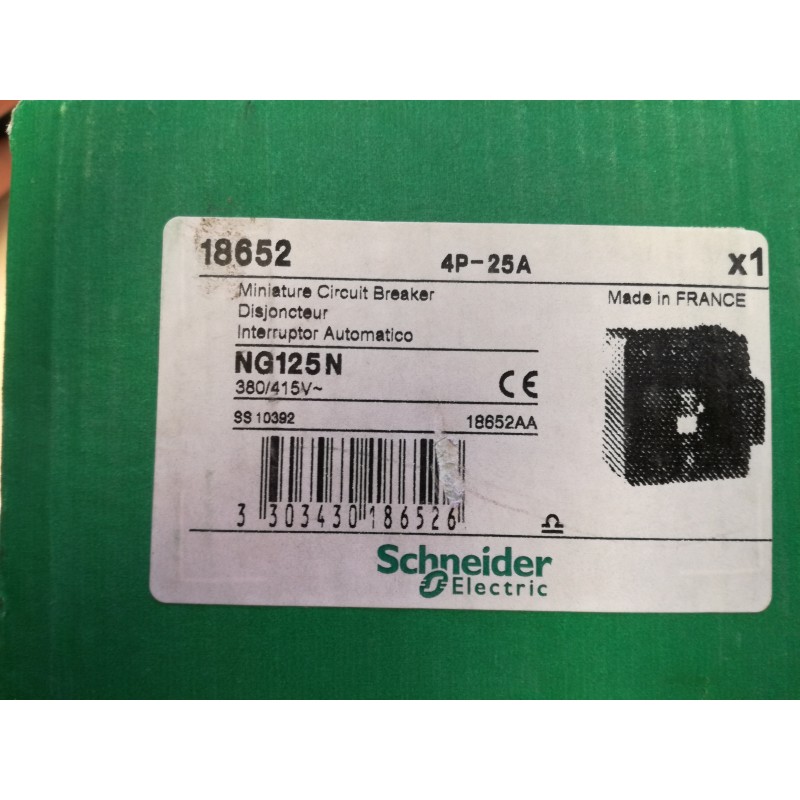 18652 4P-25A x1
Miniature Circuit Breaker Made in FRANCE
Disjoncteur
Interruptor Automatico
NG125N
380/415V~ CE
SS 10392 18652AA
3 303430 186526
Schneider
Electric